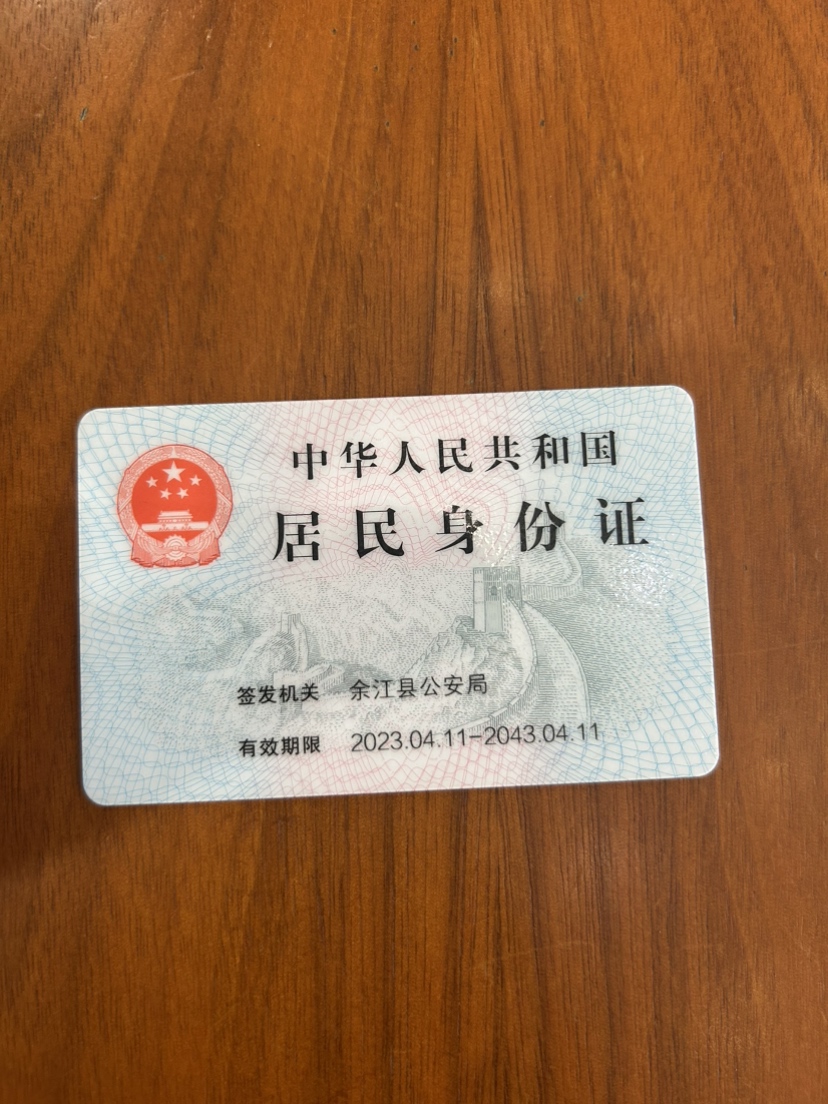 中华人民共和国
居民身份证
签发机关 余江县公安局
有效期限 2023.04.11-2043.04.11